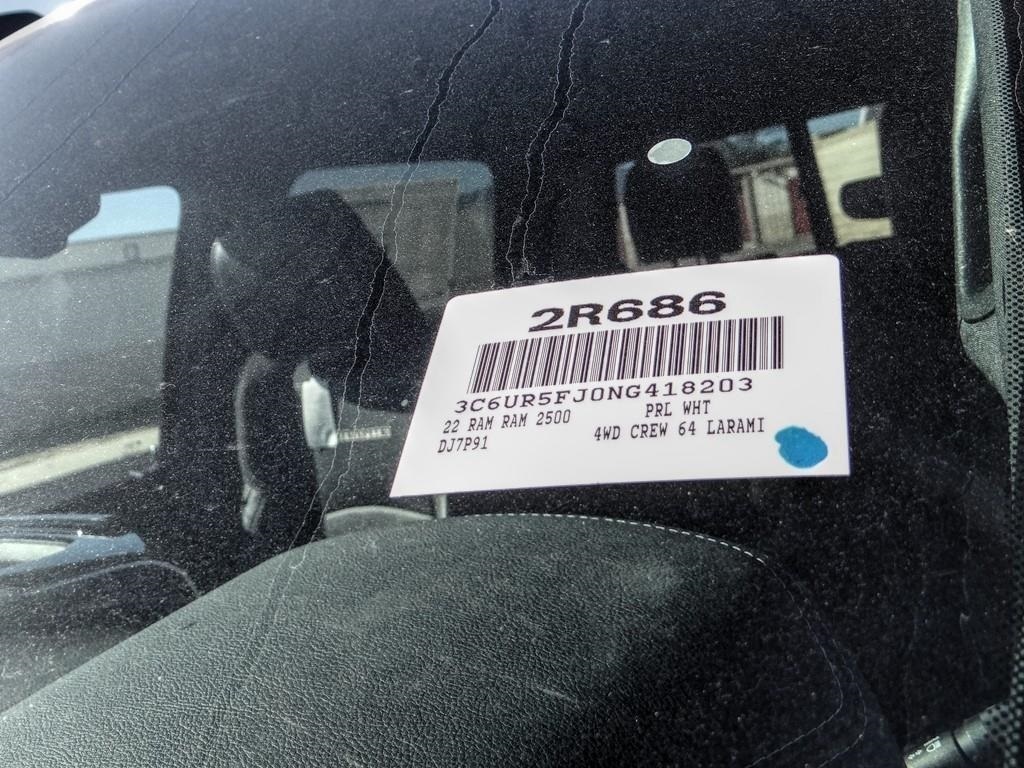 2R686
3C6UR5FJ0NG418203
22 RAM RAM 2500 PRL WHT
DJ7P91 4WD CREW 64 LARAMI